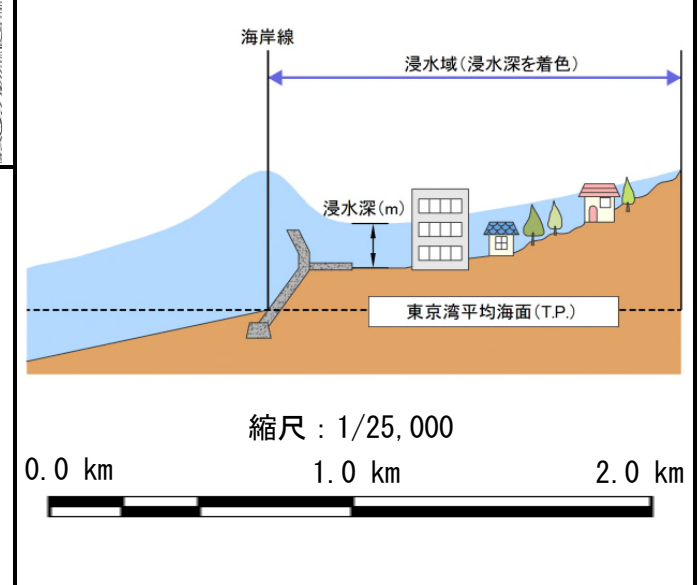 海岸線
浸水域(浸水深を着色)
浸水深(m)
東京湾平均海面(T.P.)
縮尺：1/25,000
0.0 km 1.0 km 2.0 km